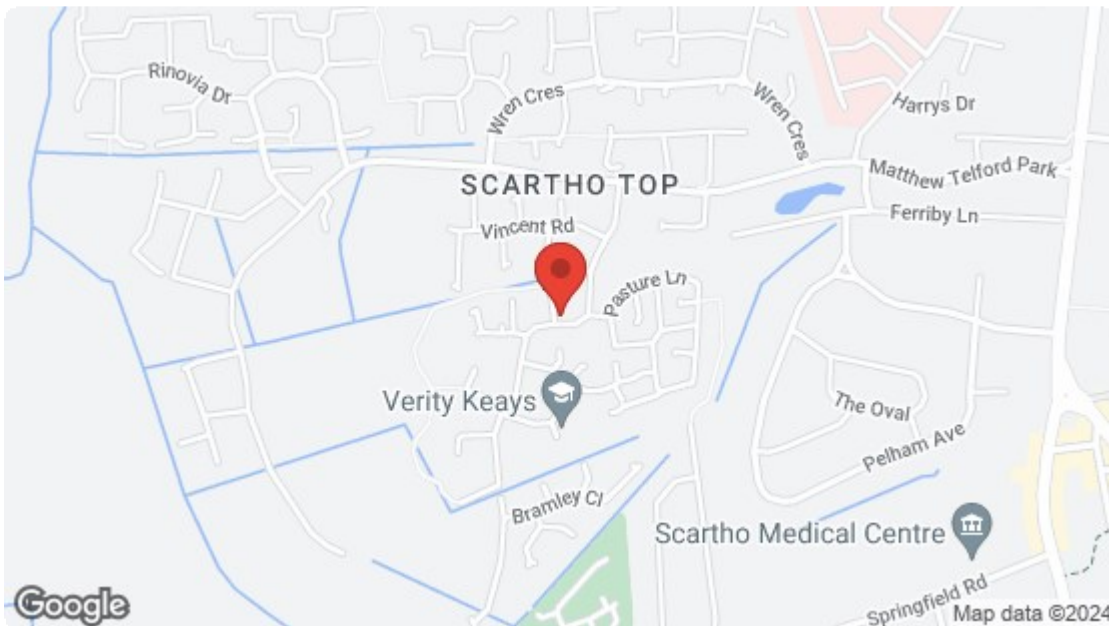 Rinovia Dr
Wren Cres
Wren Cres
Harrys Dr
Matthew Telford Park
SCARTHO TOP
Ferriby Ln
Vincent Rd
Pasture Ln
Verity Keays
The Oval
Pelham Ave
Bramley Cl
Scartho Medical Centre
Springfield Rd
Google
Map data ©2024